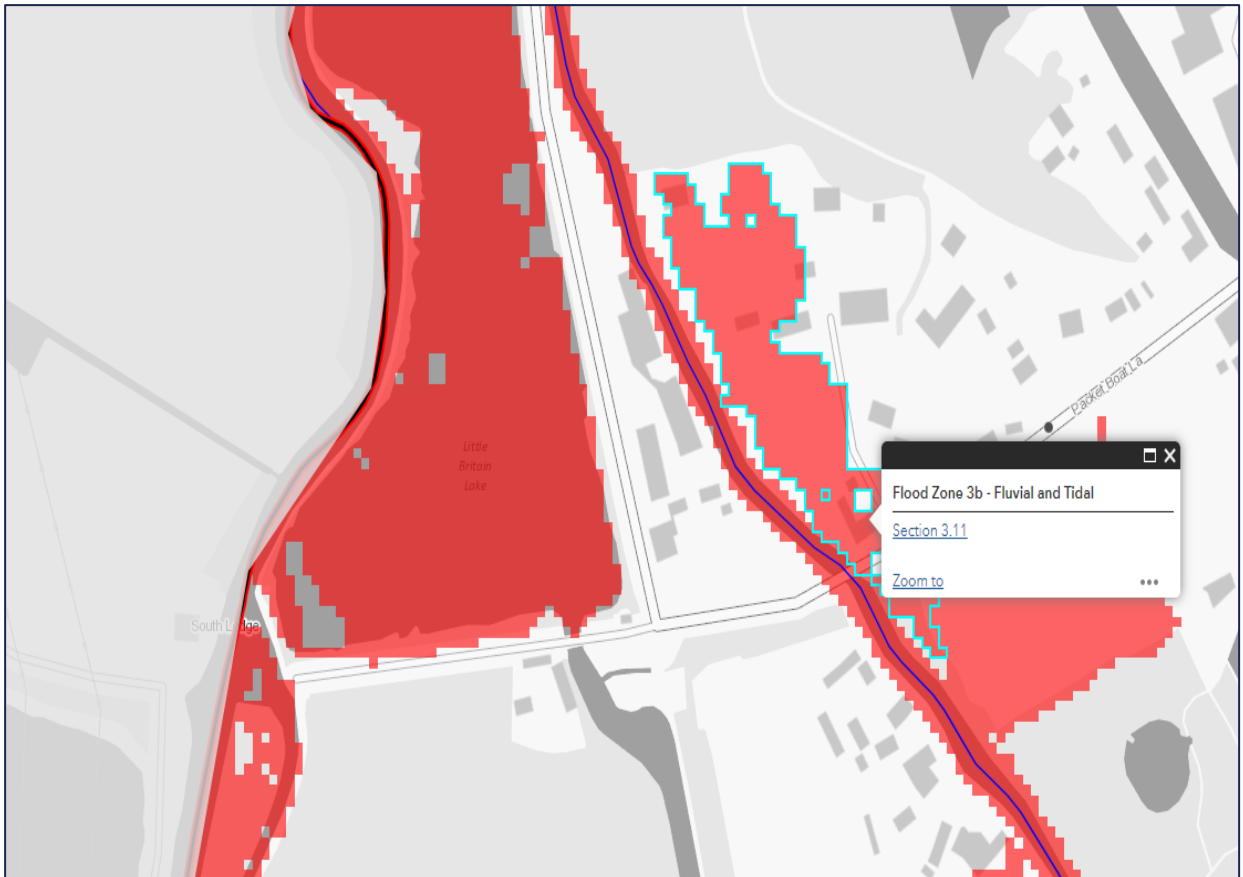 Little
Britain
Lake
Packet Boat La
Flood Zone 3b - Fluvial and Tidal
Section 3.11
Zoom to
South Lodge